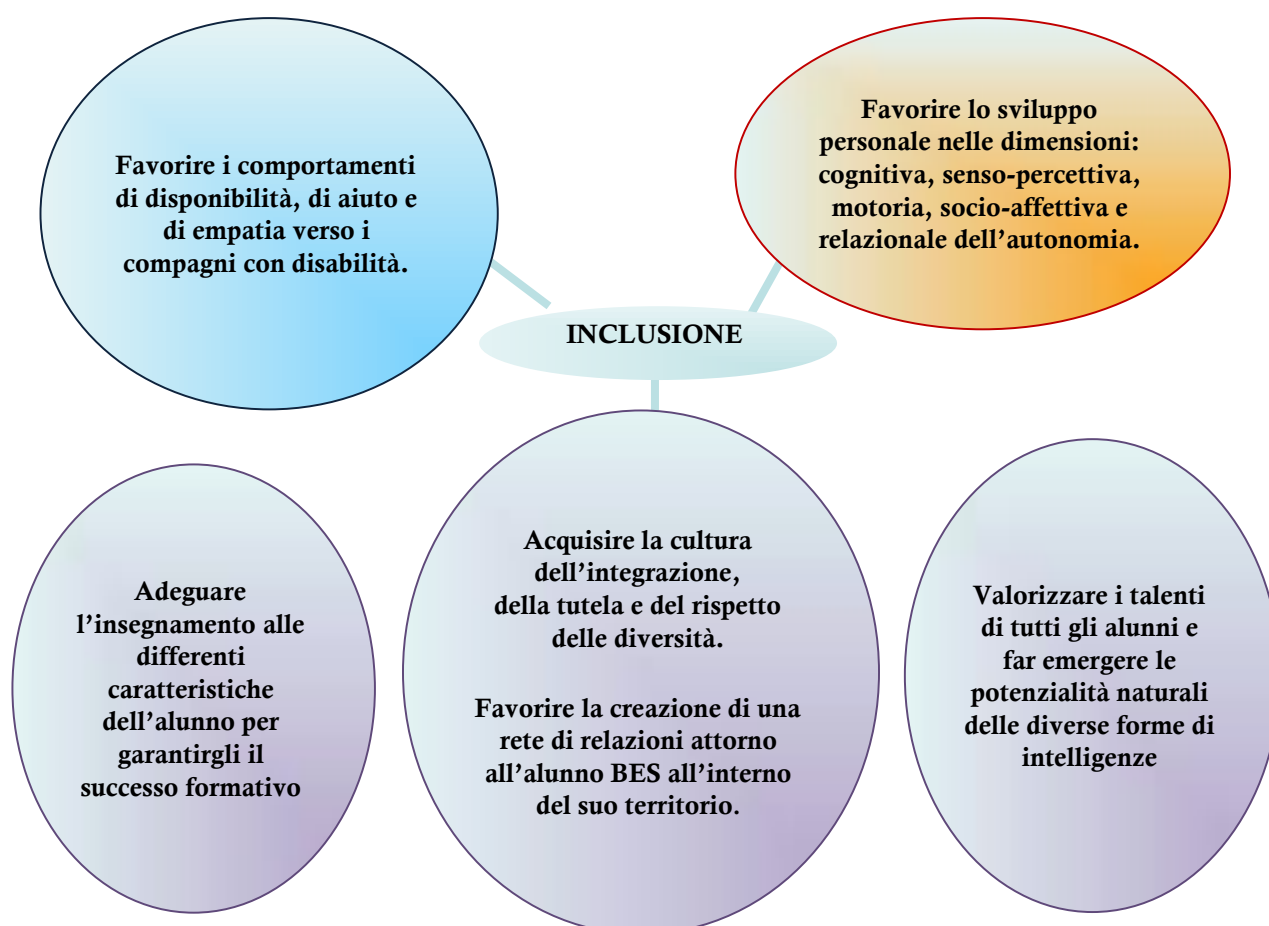 Favorire i comportamenti
di disponibilità, di aiuto e
di empatia verso i
compagni con disabilità.
Favorire lo sviluppo
personale nelle dimensioni:
cognitiva, senso-percettiva,
motoria, socio-affettiva e
relazionale dell’autonomia.
INCLUSIONE
Adeguare
l’insegnamento alle
differenti
caratteristiche
dell’alunno per
garantirgli il
successo formativo
Acquisire la cultura
dell’integrazione,
della tutela e del rispetto
delle diversità.
Favorire la creazione di una
rete di relazioni attorno
all’alunno BES all’interno
del suo territorio.
Valorizzare i talenti
di tutti gli alunni e
far emergere le
potenzialità naturali
delle diverse forme di
intelligenze